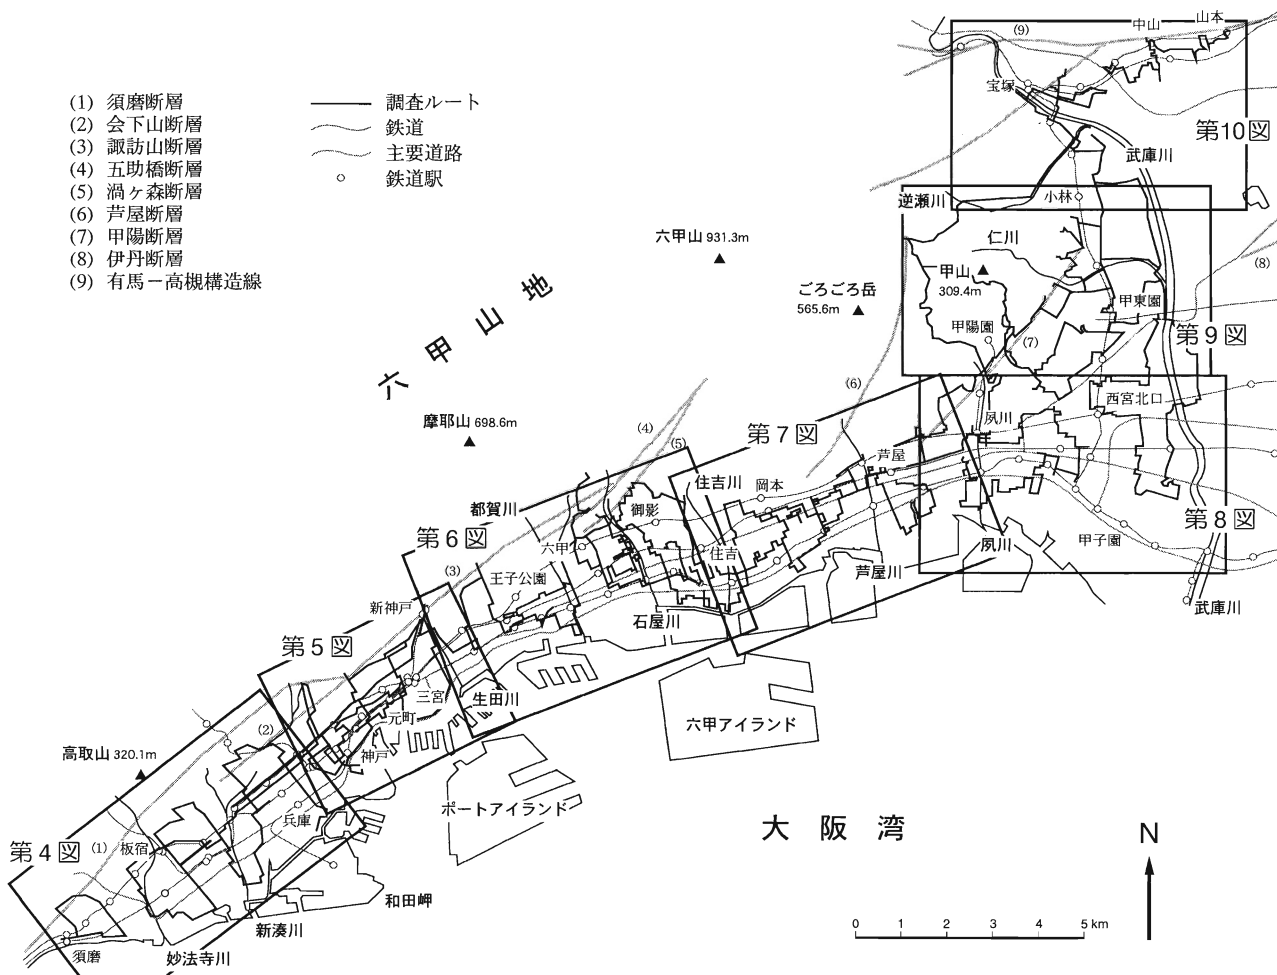 (1) 須磨断層
(2) 会下山断層
(3) 諏訪山断層
(4) 五助橋断層
(5) 渦ヶ森断層
(6) 芦屋断層
(7) 甲陽断層
(8) 伊丹断層
(9) 有馬－高槻構造線
調査ルート
鉄道
主要道路
鉄道駅
山本
中山
(9)
宝塚
第10図
武庫川
逆瀬川
小林
仁川
六甲山 931.3m
(8)
甲山
309.4m
ごろごろ岳
565.6m
甲東園
甲陽園
第9図
(7)
六甲山地
(6)
西宮北口
夙川
摩耶山 698.6m
(4)
第7図
(5)
芦屋
住吉川
岡本
都賀川
御影
第8図
第6図
六甲
住吉
夙川
甲子園
(3)
王子公園
芦屋川
新神戸
石屋川
武庫川
第5図
三宮
生田川
元町
六甲アイランド
(2)
神戸
高取山 320.1m
ポートアイランド
兵庫
大阪湾
N
第4図
(1)
板宿
和田岬
0 1 2 3 4 5 km
新湊川
須磨
妙法寺川